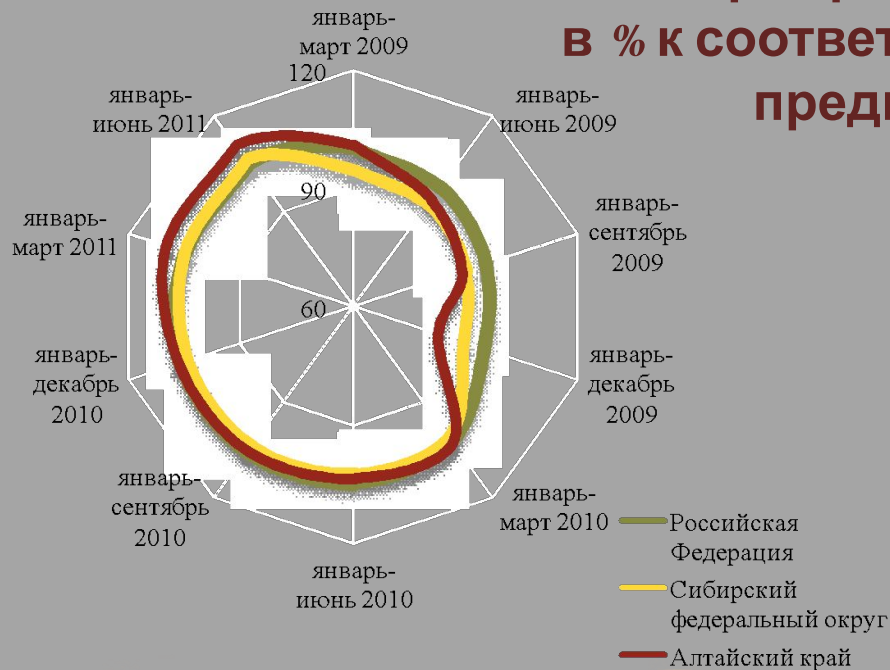 в % к
январь-
март 2009
120
январь-
июнь 2009
январь-
сентябрь
2009
январь-
декабрь
2009
январь-
март 2010
январь-
июнь 2010
январь-
сентябрь
2010
январь-
декабрь
2010
январь-
март 2011
январь-
июнь 2011
90
60
Российская
Федерация
Сибирский
федеральный округ
Алтайский край